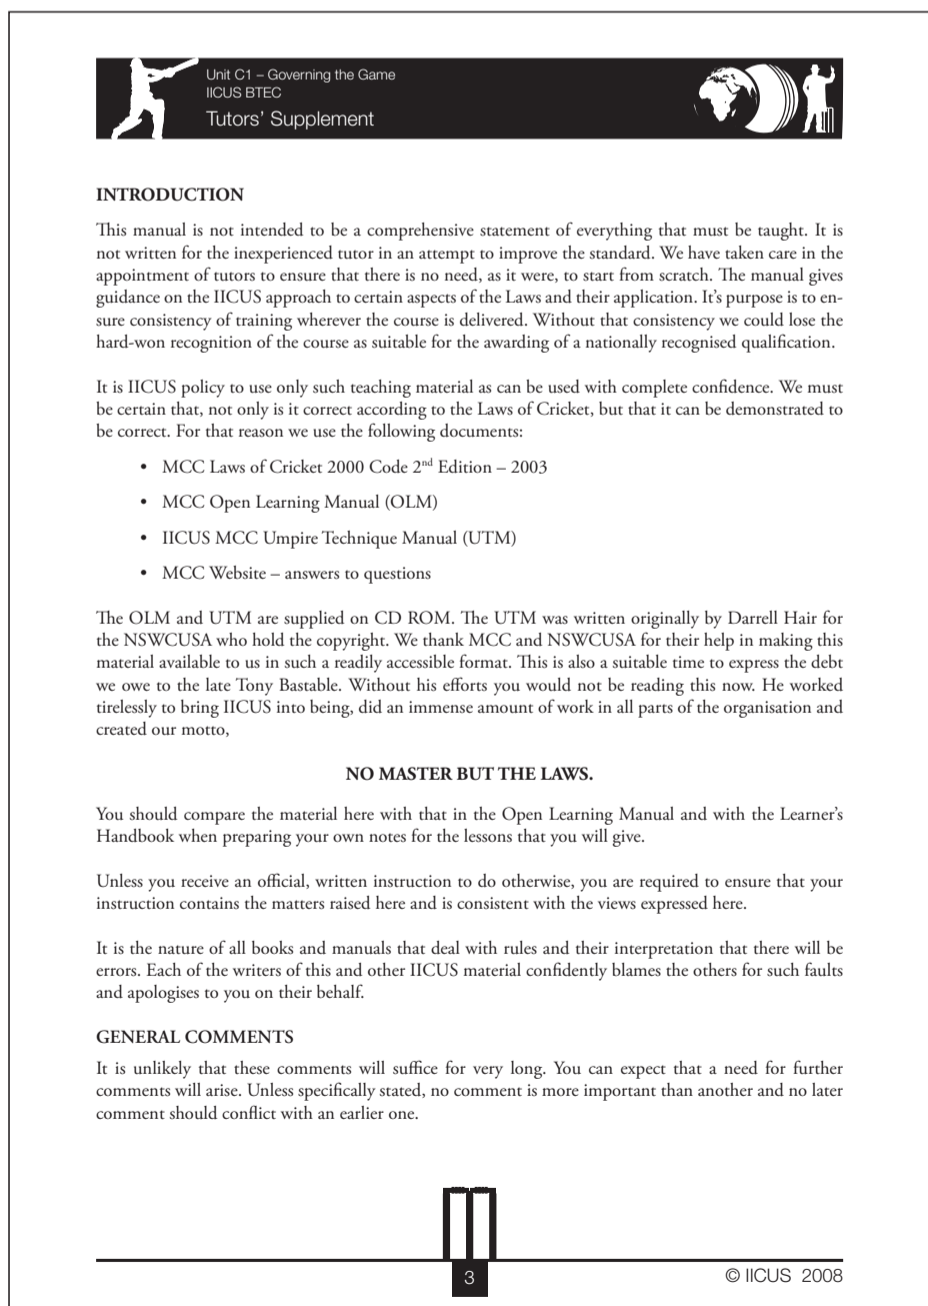 Unit C1 – Governing the Game
IICUS BTEC
Tutors' Supplement
INTRODUCTION
This manual is not intended to be a comprehensive statement of everything that must be taught. It is
not written for the inexperienced tutor in an attempt to improve the standard. We have taken care in the
appointment of tutors to ensure that there is no need, as it were, to start from scratch. The manual gives
guidance on the IICUS approach to certain aspects of the Laws and their application. It's purpose is to en-
sure consistency of training wherever the course is delivered. Without that consistency we could lose the
hard-won recognition of the course as suitable for the awarding of a nationally recognised qualification.
It is IICUS policy to use only such teaching material as can be used with complete confidence. We must
be certain that, not only is it correct according to the Laws of Cricket, but that it can be demonstrated to
be correct. For that reason we use the following documents:
• MCC Laws of Cricket 2000 Code 2nd Edition – 2003
• MCC Open Learning Manual (OLM)
• IICUS MCC Umpire Technique Manual (UTM)
• MCC Website – answers to questions
The OLM and UTM are supplied on CD ROM. The UTM was written originally by Darrell Hair for
the NSWCUSA who hold the copyright. We thank MCC and NSWCUSA for their help in making this
material available to us in such a readily accessible format. This is also a suitable time to express the debt
we owe to the late Tony Bastable. Without his efforts you would not be reading this now. He worked
tirelessly to bring IICUS into being, did an immense amount of work in all parts of the organisation and
created our motto,
NO MASTER BUT THE LAWS.
You should compare the material here with that in the Open Learning Manual and with the Learner's
Handbook when preparing your own notes for the lessons that you will give.
Unless you receive an official, written instruction to do otherwise, you are required to ensure that your
instruction contains the matters raised here and is consistent with the views expressed here.
It is the nature of all books and manuals that deal with rules and their interpretation that there will be
errors. Each of the writers of this and other IICUS material confidently blames the others for such faults
and apologises to you on their behalf.
GENERAL COMMENTS
It is unlikely that these comments will suffice for very long. You can expect that a need for further
comments will arise. Unless specifically stated, no comment is more important than another and no later
comment should conflict with an earlier one.
3
© IICUS 2008